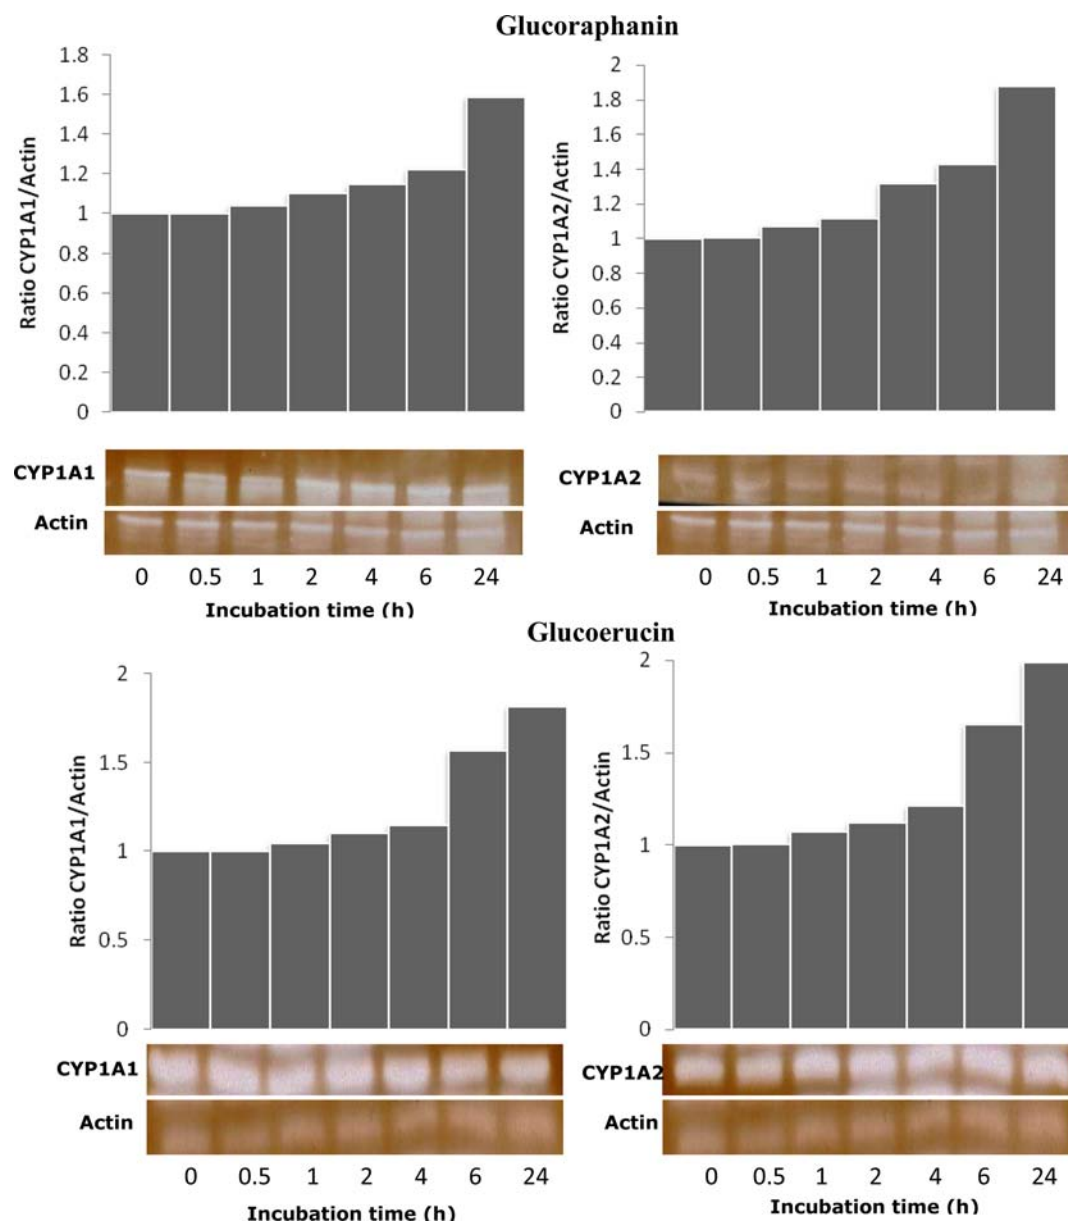 Glucoraphanin
1.8
1.6
1.4
1.2
1
0.8
0.6
0.4
0.2
0
Ratio CYP1A1/Actin
CYP1A1
Actin
0 0.5 1 2 4 6 24
Incubation time (h)
2
1.8
1.6
1.4
1.2
1
0.8
0.6
0.4
0.2
0
Ratio CYP1A2/Actin
CYP1A2
Actin
0 0.5 1 2 4 6 24
Incubation time (h)
Glucoerucin
2
1.5
1
0.5
0
Ratio CYP1A1/Actin
CYP1A1
Actin
0 0.5 1 2 4 6 24
Incubation time (h)
2
1.5
1
0.5
0
Ratio CYP1A2/Actin
CYP1A2
Actin
0 0.5 1 2 4 6 24
Incubation time (h)